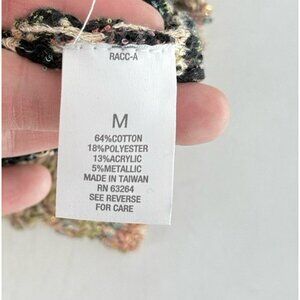 RACC-A
M
64%COTTON
18%POLYESTER
13%ACRYLIC
5%METALLIC
MADE IN TAIWAN
RN 63264
SEE REVERSE
FOR CARE